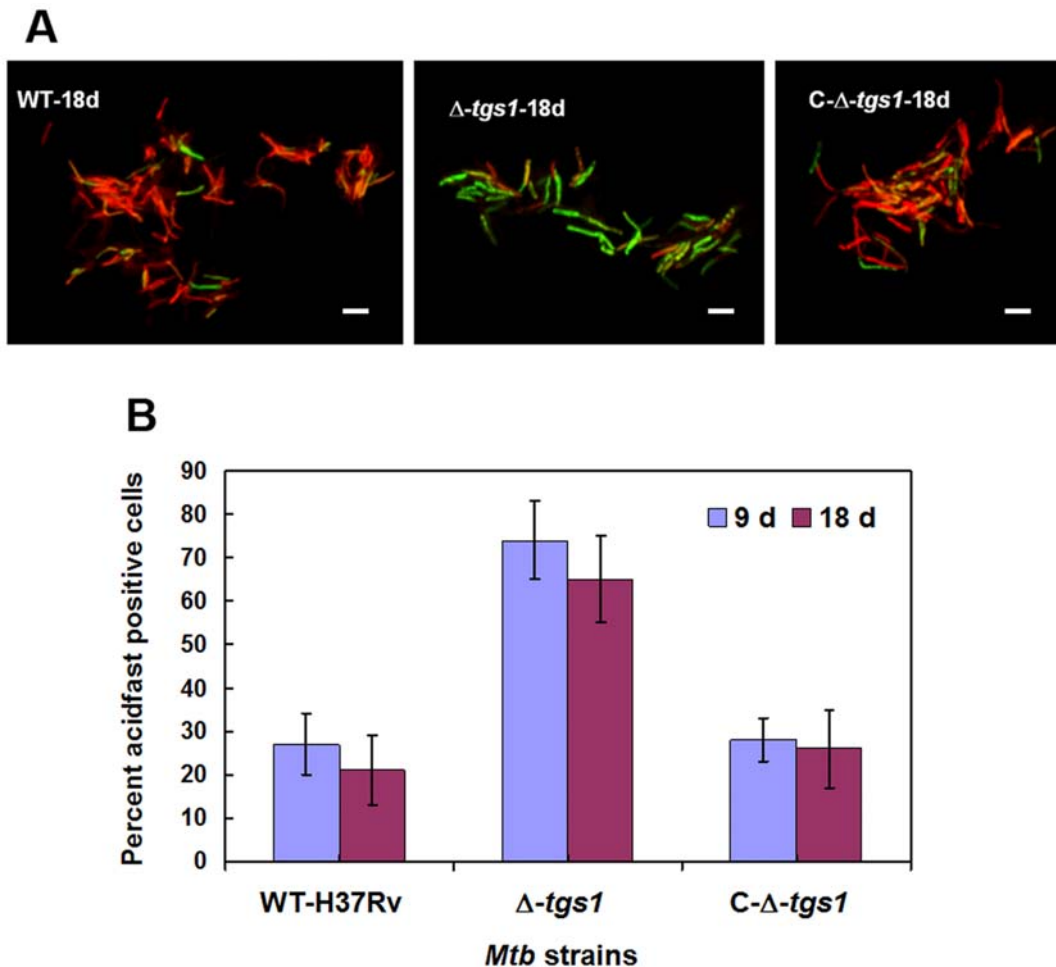 A
WT-18d
Δ-tgs1-18d
C-Δ-tgs1-18d
B
Percent acidfast positive cells
90
80
70
60
50
40
30
20
10
0
9 d
18 d
WT-H37Rv
Δ-tgs1
C-Δ-tgs1
Mtb strains